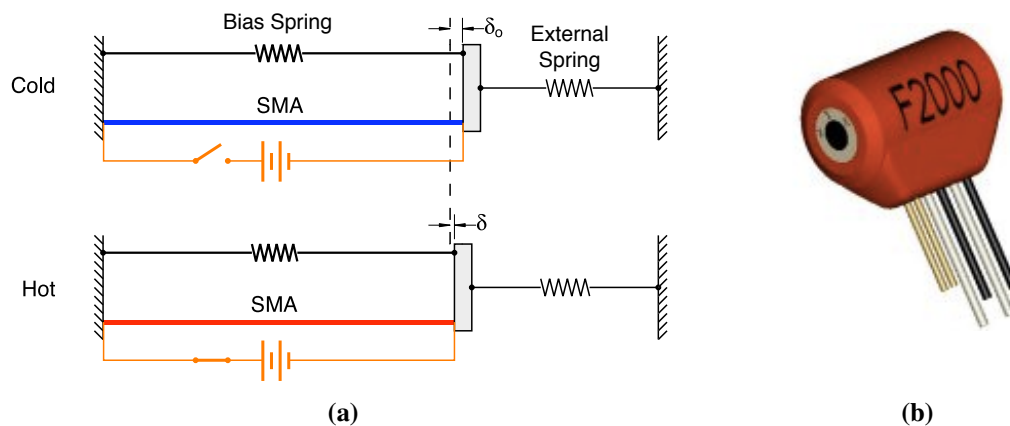 Bias Spring
δₒ
External
Spring
Cold
SMA
δ
Hot
SMA
F2000
(a)
(b)